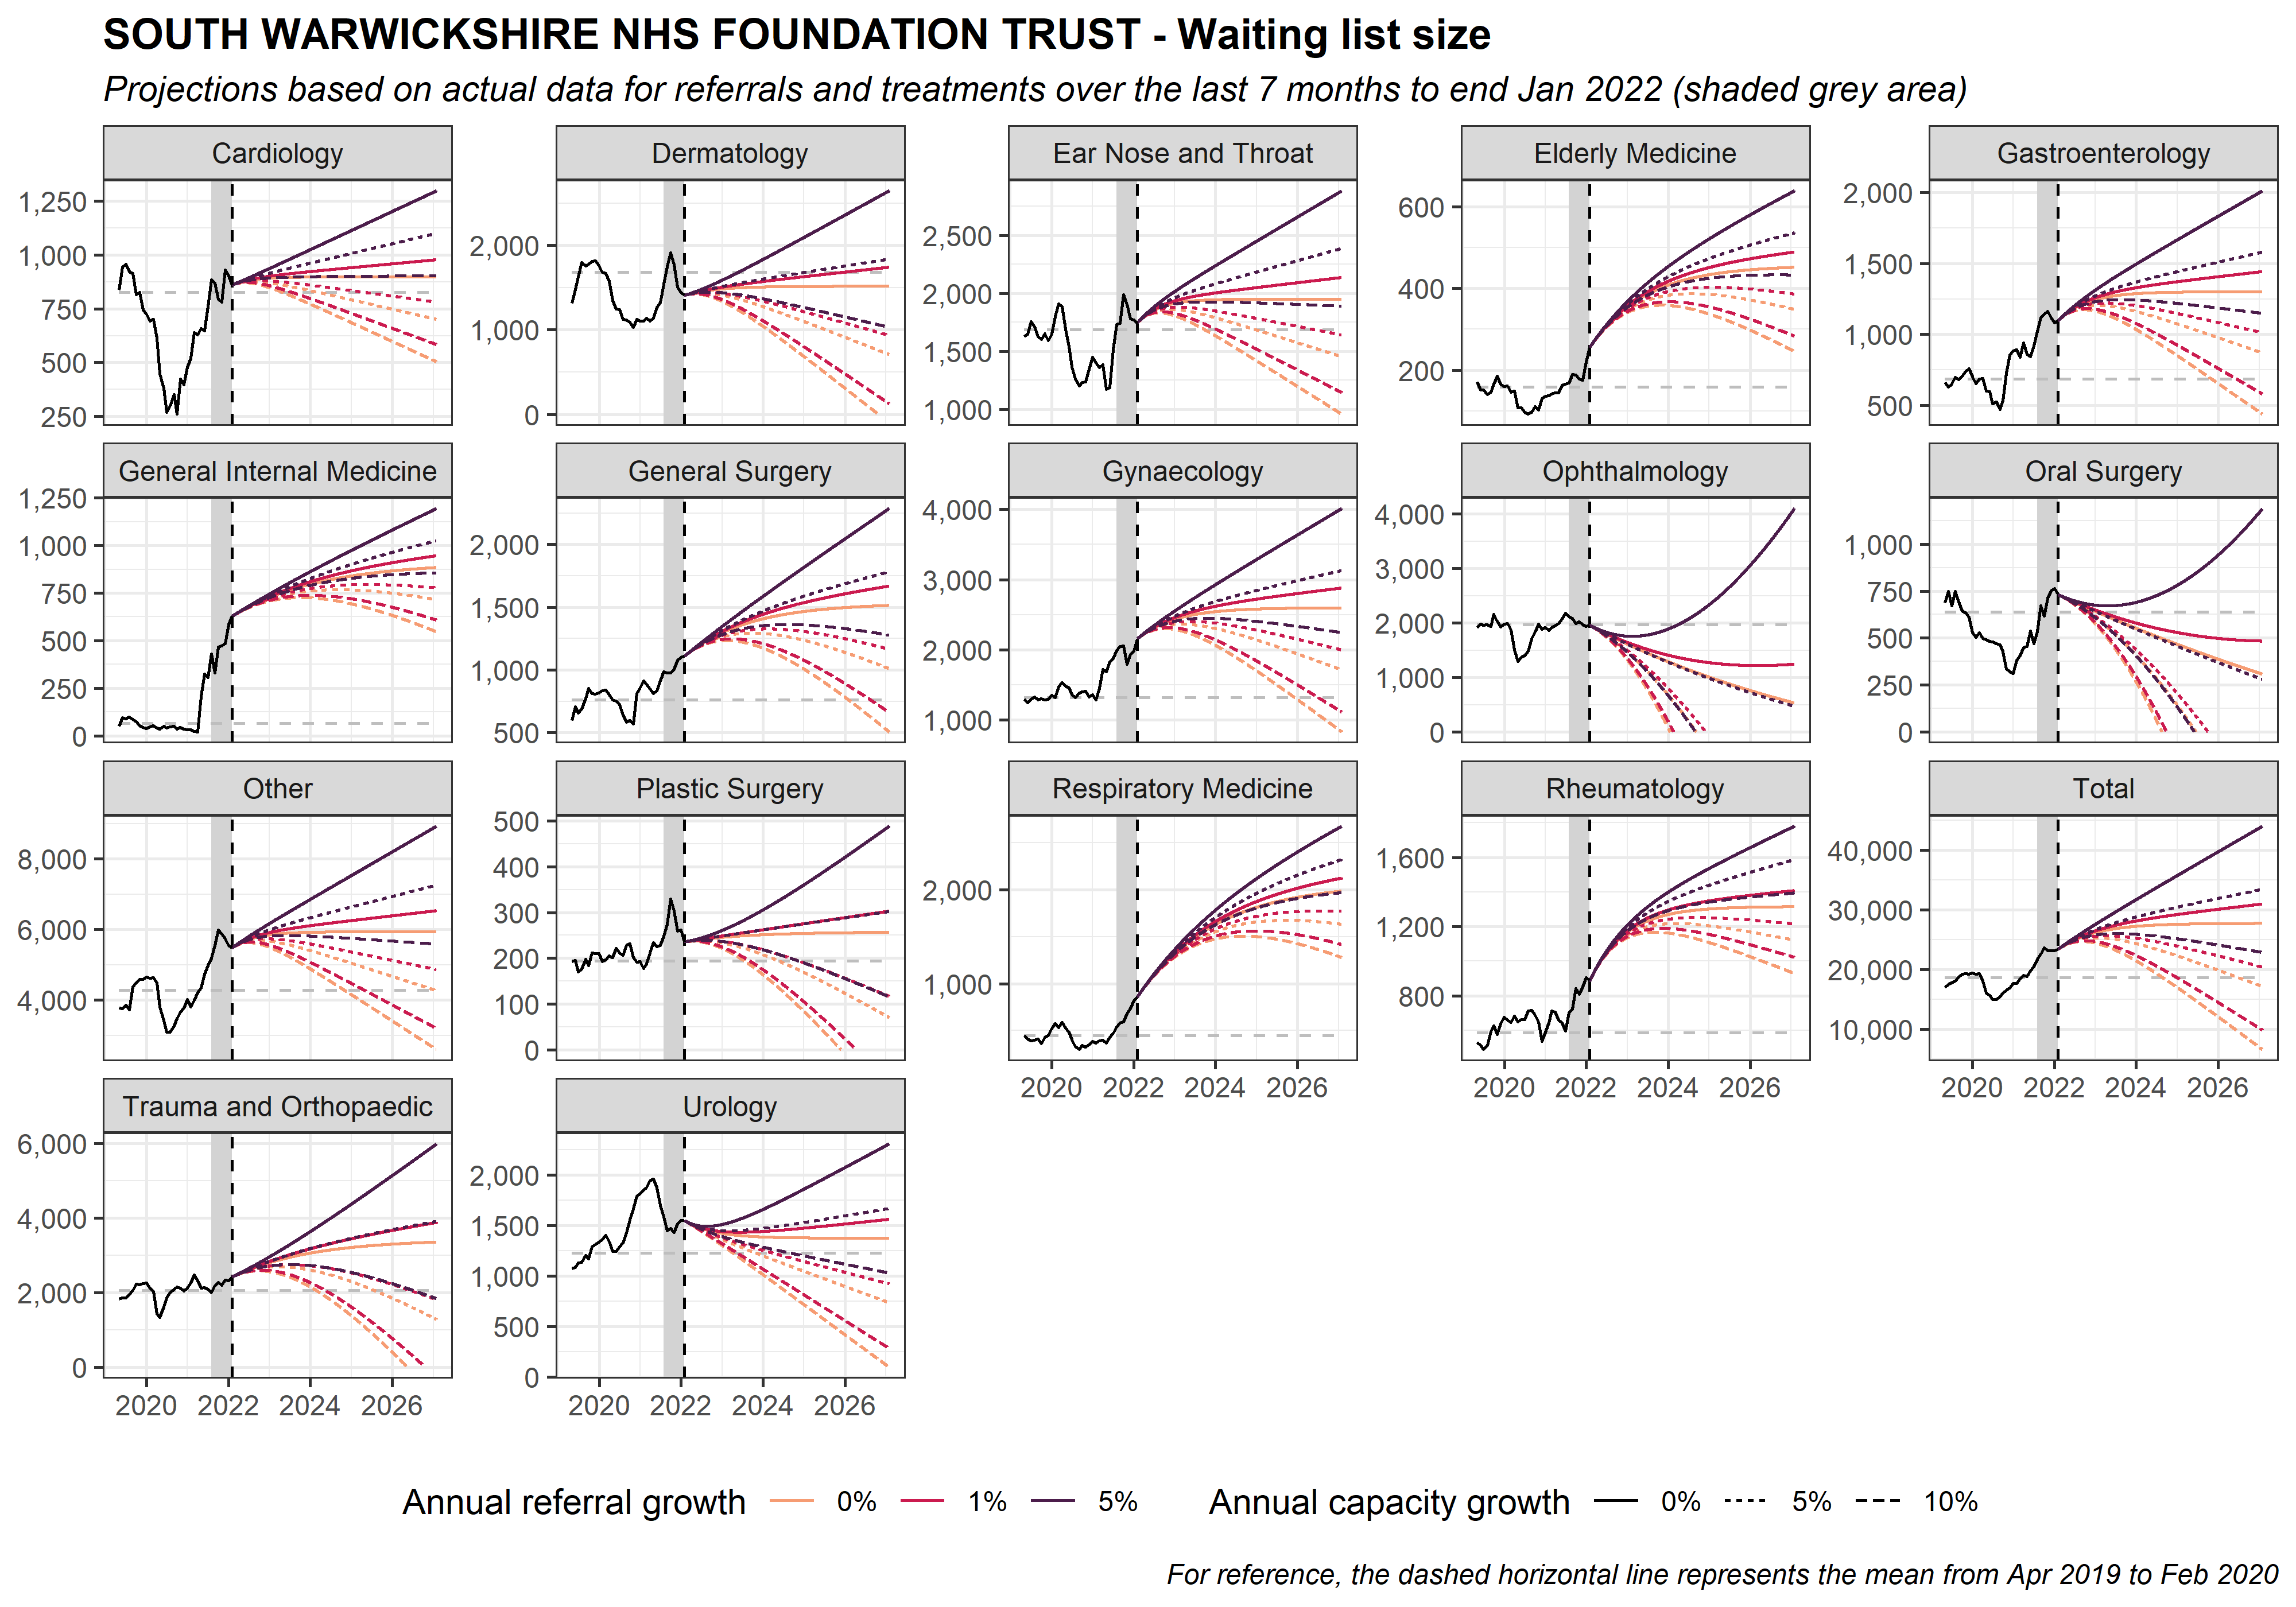 SOUTH WARWICKSHIRE NHS FOUNDATION TRUST - Waiting list size
Projections based on actual data for referrals and treatments over the last 7 months to end Jan 2022 (shaded grey area)
Cardiology
1,250
1,000
750
500
250
Dermatology
2,000
1,000
0
Ear Nose and Throat
2,500
2,000
1,500
1,000
Elderly Medicine
600
400
200
Gastroenterology
2,000
1,500
1,000
500
General Internal Medicine
1,250
1,000
750
500
250
0
General Surgery
2,000
1,500
1,000
500
Gynaecology
4,000
3,000
2,000
1,000
Ophthalmology
4,000
3,000
2,000
1,000
0
Oral Surgery
1,000
750
500
250
0
Other
8,000
6,000
4,000
Plastic Surgery
500
400
300
200
100
0
Respiratory Medicine
2,000
1,000
2020 2022 2024 2026
Rheumatology
1,600
1,200
800
2020 2022 2024 2026
Total
40,000
30,000
20,000
10,000
2020 2022 2024 2026
Trauma and Orthopaedic
6,000
4,000
2,000
0
2020 2022 2024 2026
Urology
2,000
1,500
1,000
500
0
2020 2022 2024 2026
Annual referral growth 0% 1% 5% Annual capacity growth 0% 5% 10%
For reference, the dashed horizontal line represents the mean from Apr 2019 to Feb 2020